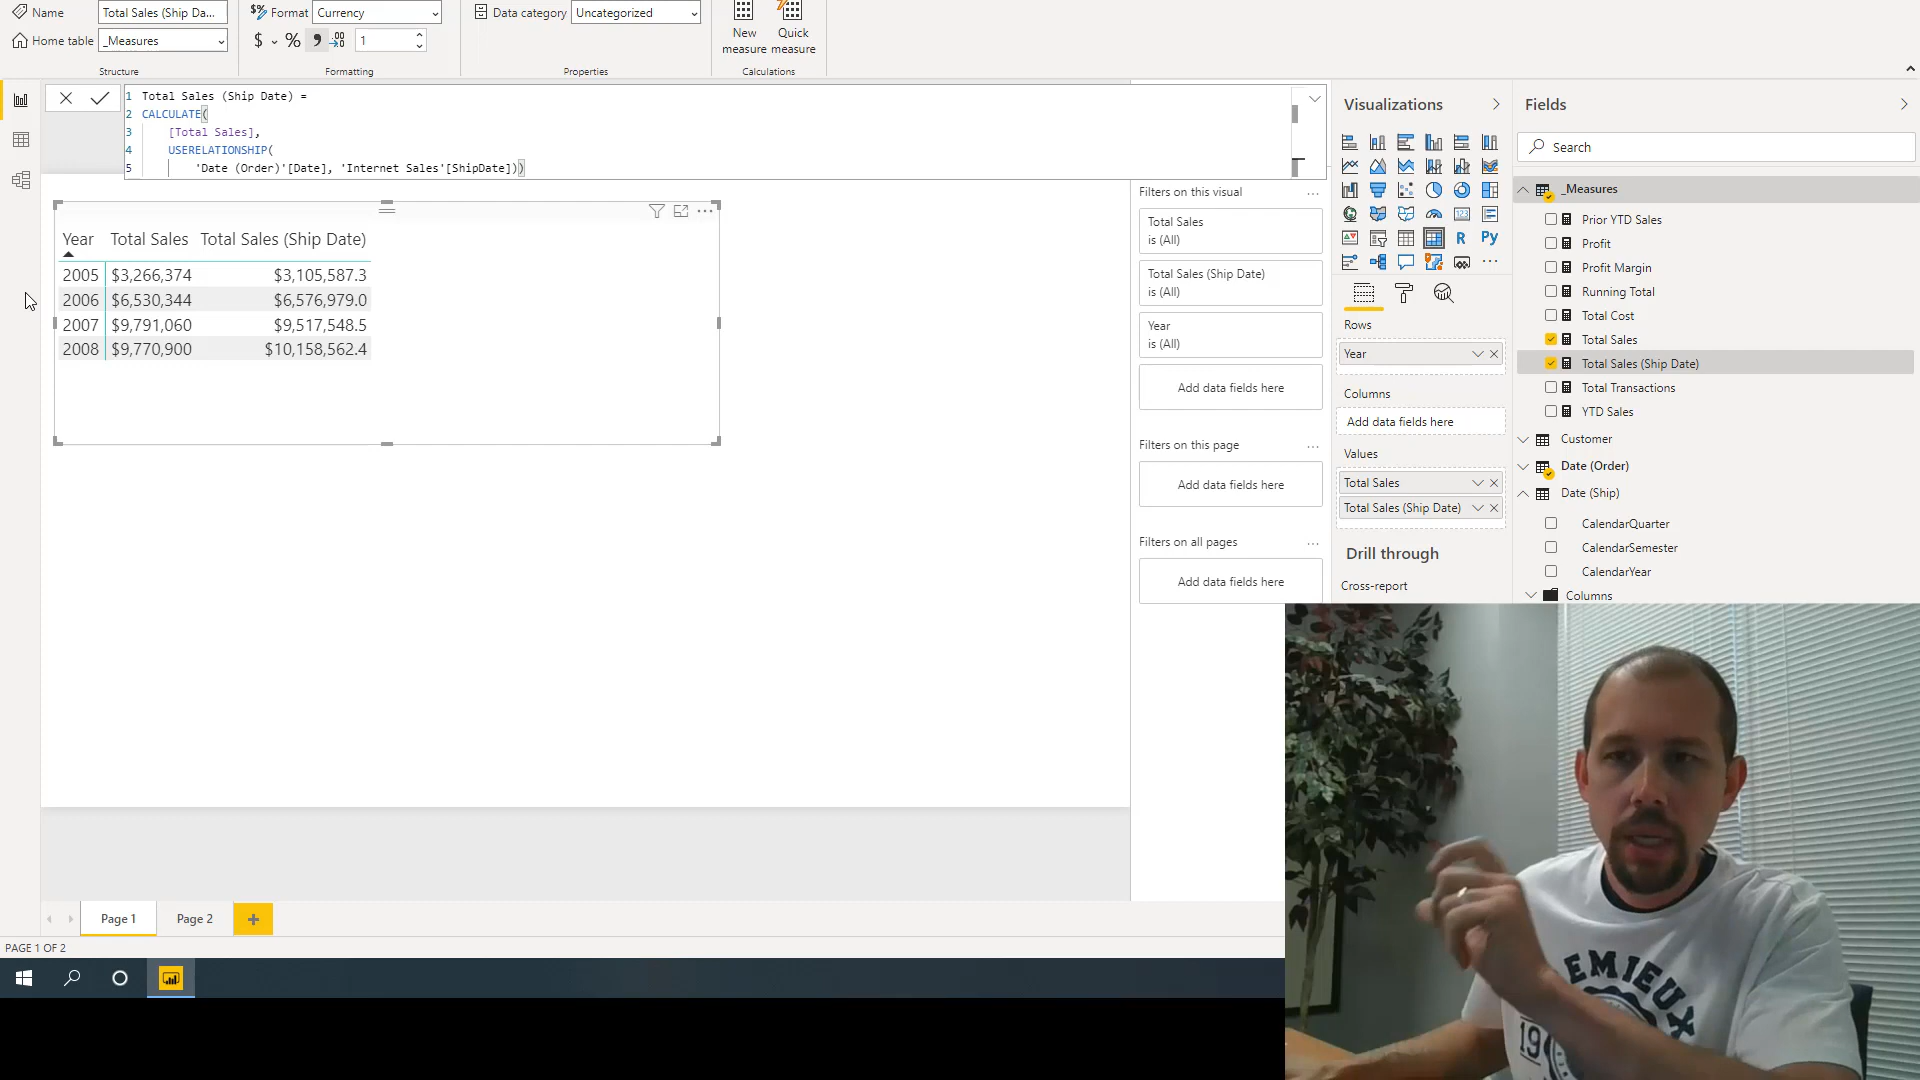 Name
Total Sales (Ship Da...
Format
Currency
Data category
Uncategorized
New measure
Quick measure
Home table
_Measures
$
%
1
Structure
Formatting
Properties
Calculations
1 Total Sales (Ship Date) =
2 CALCULATE(
3 [Total Sales],
4 USERELATIONSHIP(
5 'Date (Order)'[Date], 'Internet Sales'[ShipDate]))
Year Total Sales Total Sales (Ship Date)
2005 $3,266,374 $3,105,587.3
2006 $6,530,344 $6,576,979.0
2007 $9,791,060 $9,517,548.5
2008 $9,770,900 $10,158,562.4
Filters on this visual
Total Sales
is (All)
Total Sales (Ship Date)
is (All)
Year
is (All)
Add data fields here
Filters on this page
Add data fields here
Filters on all pages
Add data fields here
Visualizations
123
R
Py
Rows
Year
Columns
Add data fields here
Values
Total Sales
Total Sales (Ship Date)
Drill through
Cross-report
Fields
Search
_Measures
Prior YTD Sales
Profit
Profit Margin
Running Total
Total Cost
Total Sales
Total Sales (Ship Date)
Total Transactions
YTD Sales
Customer
Date (Order)
Date (Ship)
CalendarQuarter
CalendarSemester
CalendarYear
Columns
Page 1
Page 2
+
PAGE 1 OF 2
LEMIEUX
19